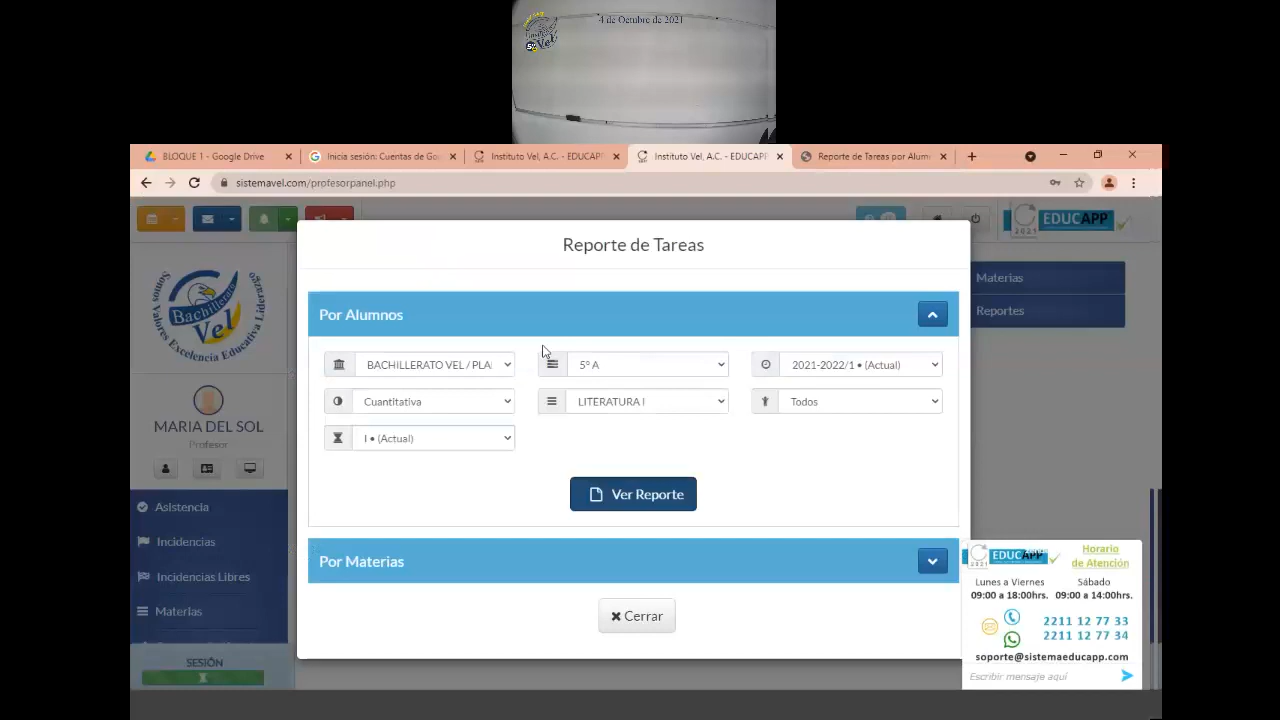 4 de Octubre de 2021
Vel
BLOQUE 1 - Google Drive
Inicia sesión: Cuentas de Goo
Instituto Vel, A.C. - EDUCAPP
Instituto Vel, A.C. - EDUCAPP
Reporte de Tareas por Alumn
sistemavel.com/profesorpanel.php
2021 EDUCAPP
Somos Valores Excelencia Educativa Liderazgo
Bachillerato
Vel
MARIA DEL SOL
Profesor
Asistencia
Incidencias
Incidencias Libres
Materias
SESIÓN
Reporte de Tareas
Por Alumnos
BACHILLERATO VEL / PLA
5° A
2021-2022/1 • (Actual)
Cuantitativa
LITERATURA I
Todos
I • (Actual)
Ver Reporte
Por Materias
Cerrar
Materias
Reportes
2021 EDUCAPP
Horario
de Atención
Lunes a Viernes
Sábado
09:00 a 18:00hrs.
09:00 a 14:00hrs.
2211 12 77 33
2211 12 77 34
soporte@sistemaeducapp.com
Escribir mensaje aquí